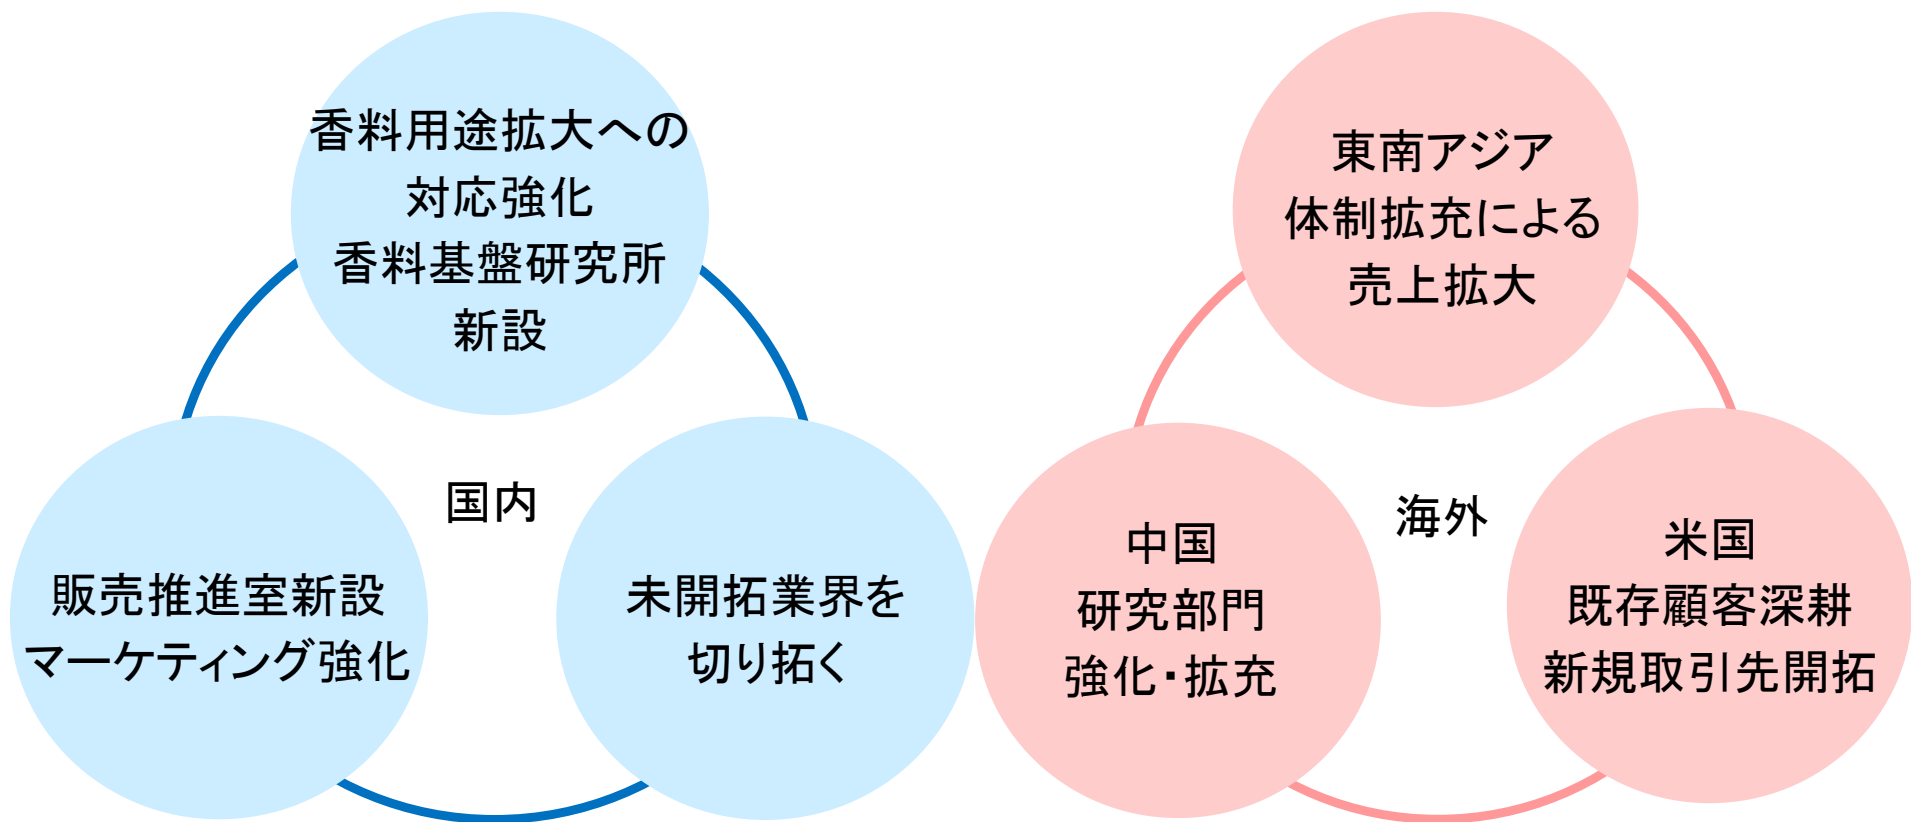 香料用途拡大への
対応強化
香料基盤研究所
新設
国内
販売推進室新設
マーケティング強化
未開拓業界を
切り拓く
東南アジア
体制拡充による
売上拡大
海外
中国
研究部門
強化・拡充
米国
既存顧客深耕
新規取引先開拓